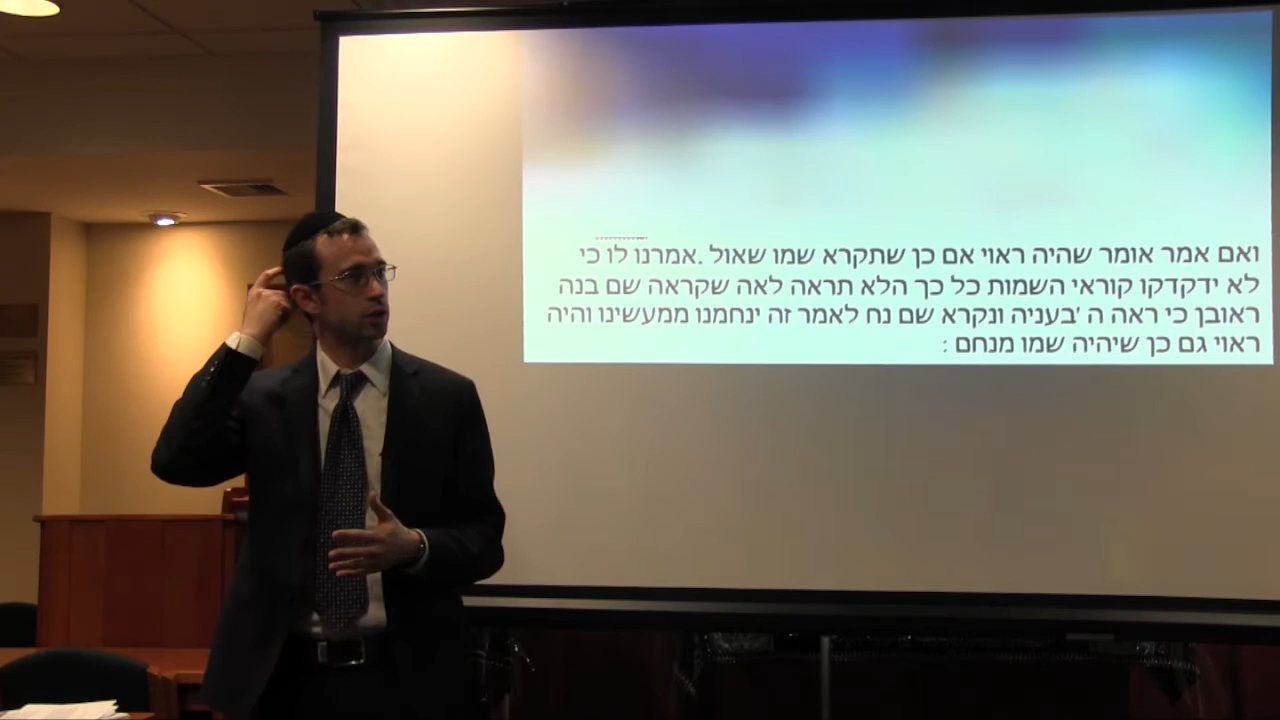 ואם אמר אומר שהיה ראוי אם כן שתקרא שמו שאול .אמרנו לו כי
לא ידקדקו קוראי השמות כל כך הלא תראה לאה שקראה שם בנה
ראובן כי ראה ה 'בעניה ונקרא שם נח לאמר זה ינחמנו ממעשינו והיה
ראוי גם כן שיהיה שמו מנחם :